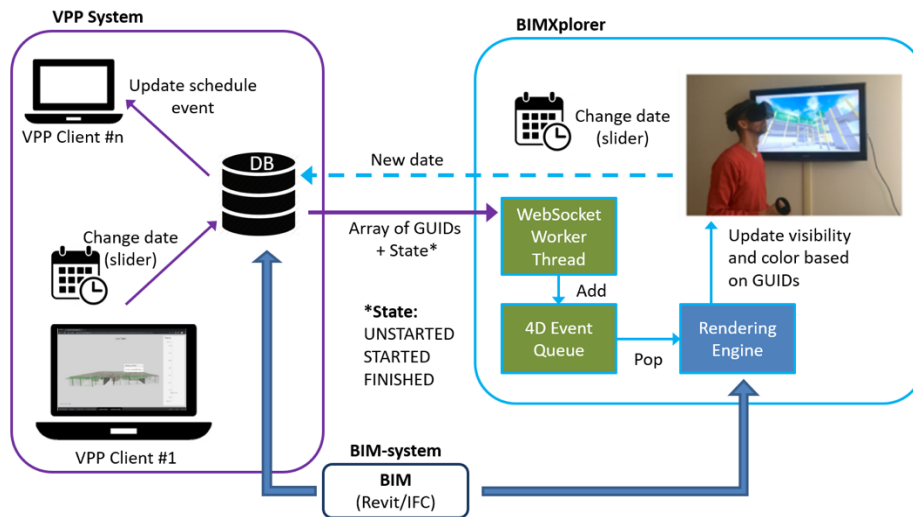 VPP System
BIMXplorer
Update schedule
event
VPP Client #n
DB
Change date
(slider)
New date
Change date
(slider)
Array of GUIDs
+ State*
WebSocket
Worker
Thread
Update visibility
and color based
on GUIDs
Add
*State:
UNSTARTED
STARTED
FINISHED
4D Event
Queue
Pop
Rendering
Engine
VPP Client #1
BIM-system
BIM
(Revit/IFC)